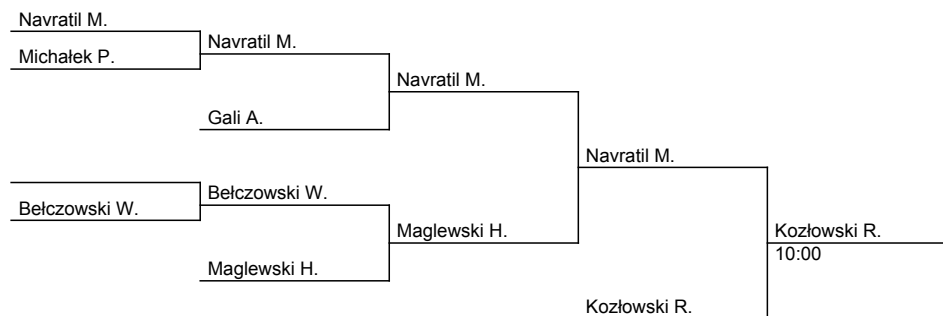 Navratil M.
Michałek P.
Navratil M.
Navratil M.
Gali A.
Navratil M.
Bełczowski W.
Bełczowski W.
Maglewski H.
Maglewski H.
Kozłowski R.
10:00
Kozłowski R.